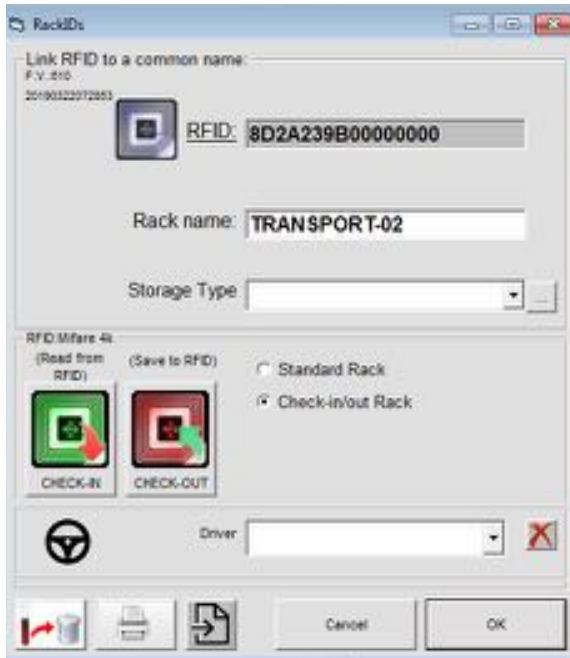 RackIDs
Link RFID to a common name:
F.V.:610
20190322072853
RFID: 8D2A239B00000000
Rack name: TRANSPORT-02
Storage Type
...
RFID:Mifare 4k
(Read from RFID)
(Save to RFID)
Standard Rack
Check-in/out Rack
CHECK-IN
CHECK-OUT
Driver
Cancel
OK